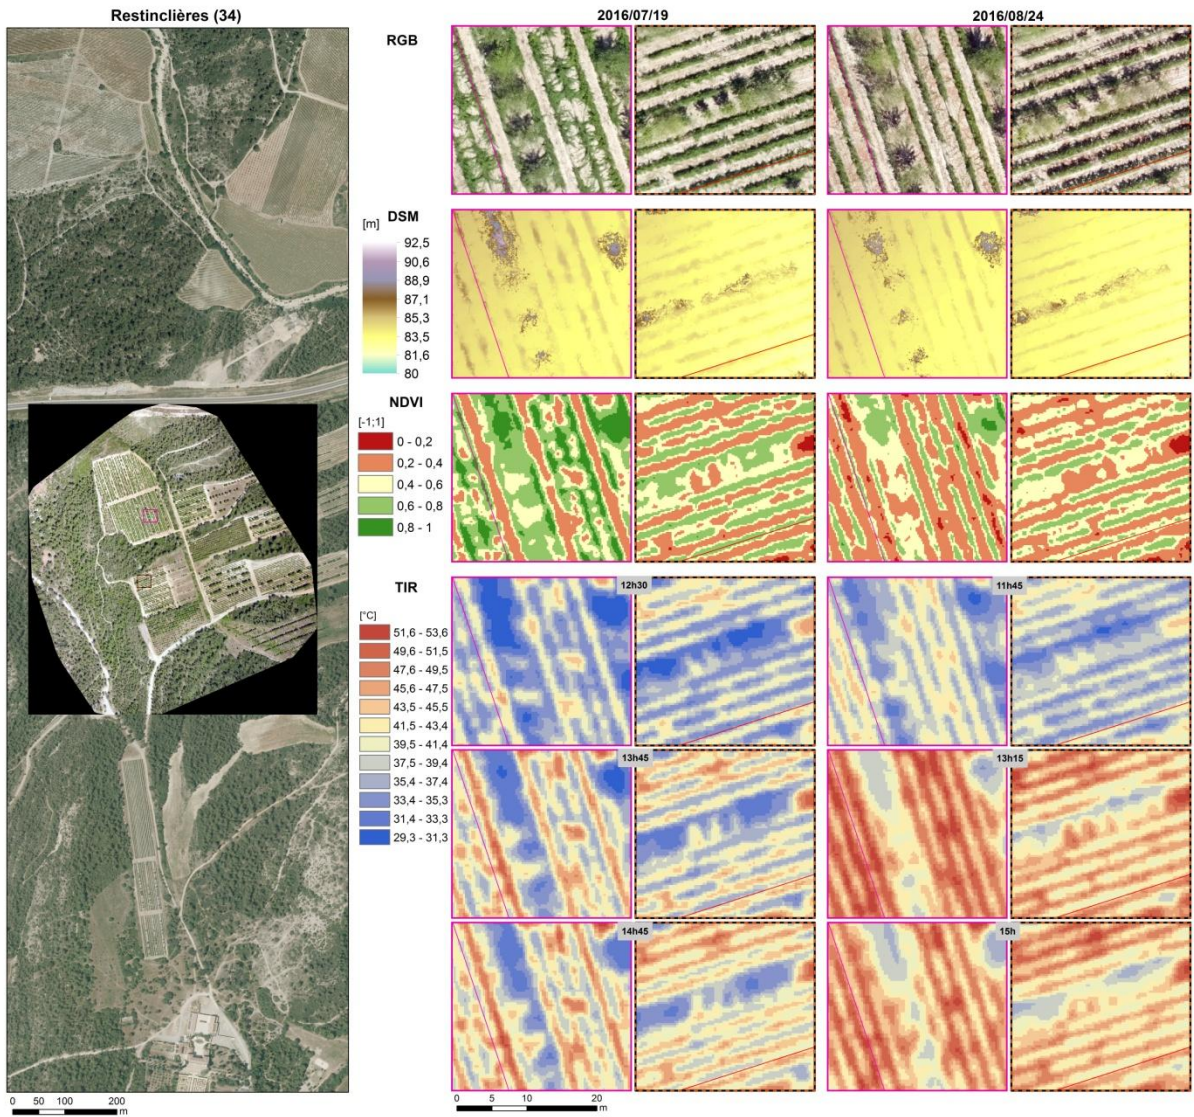 Restinclières (34)
2016/07/19
2016/08/24
RGB
DSM
[m]
92,5
90,6
88,9
87,1
85,3
83,5
81,6
80
NDVI
[-1;1]
0 - 0,2
0,2 - 0,4
0,4 - 0,6
0,6 - 0,8
0,8 - 1
TIR
12h30
11h45
[°C]
51,6 - 53,6
49,6 - 51,5
47,6 - 49,5
45,6 - 47,5
43,5 - 45,5
41,5 - 43,4
39,5 - 41,4
37,5 - 39,4
35,4 - 37,4
33,4 - 35,3
31,4 - 33,3
29,3 - 31,3
13h45
13h15
14h45
15h
0 50 100 200
m
0 5 10 20
m